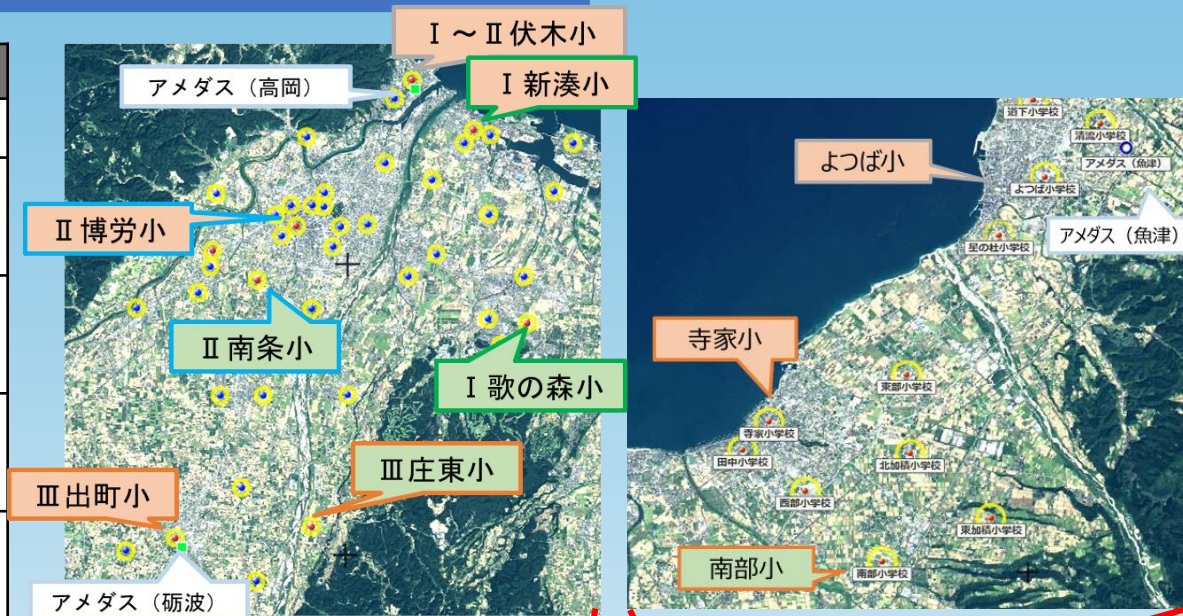 Ⅰ～Ⅱ伏木小
アメダス（高岡）
Ⅰ新湊小
Ⅱ博労小
Ⅱ南条小
Ⅰ歌の森小
Ⅲ出町小
Ⅲ庄東小
アメダス（砺波）
道下小学校
清流小学校
よつば小
アメダス（魚津）
よつば小学校
アメダス（魚津）
星の杜小学校
寺家小
東部小学校
寺家小学校
田中小学校
北加積小学校
西部小学校
東加積小学校
南部小
南部小学校